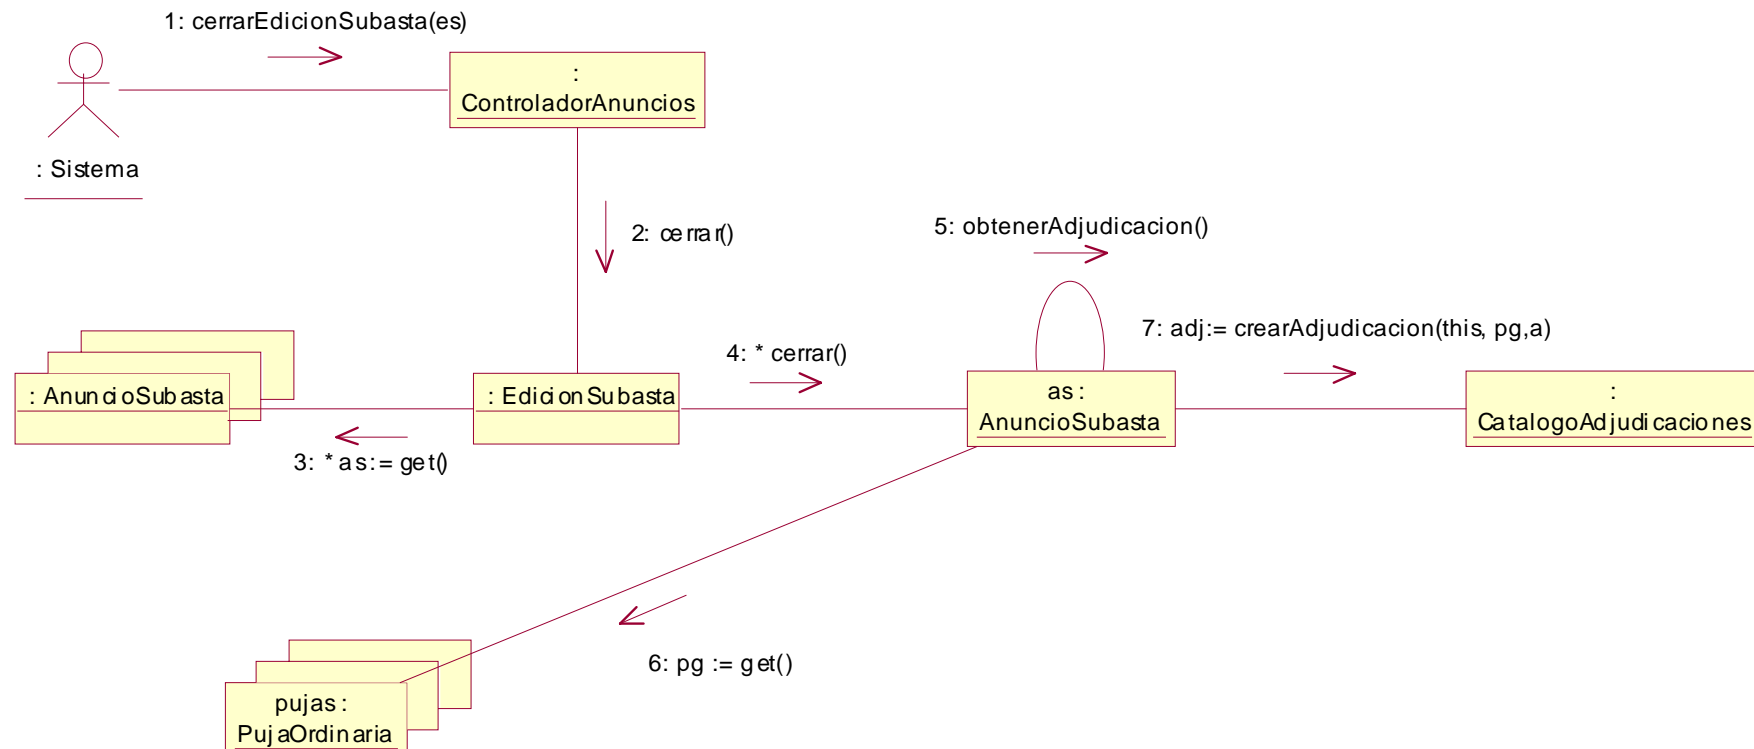 1: cerrarEdicionSubasta(es)
:
ControladorAnuncios
: Sistema
2: cerrar()
5: obtenerAdjudicacion()
7: adj:= crearAdjudicacion(this, pg,a)
4: * cerrar()
: AnuncioSubasta
: EdicionSubasta
as :
AnuncioSubasta
:
CatalogoAdjudicaciones
3: * as:= get()
6: pg := get()
pujas :
PujaOrdinaria